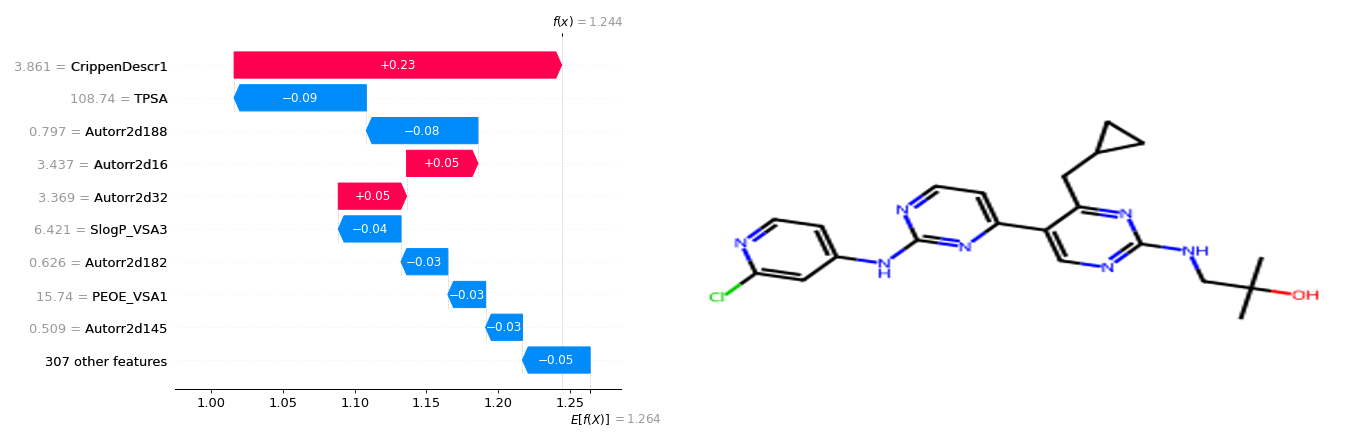 f(x) = 1.244
3.861 = CrippenDescr1
+0.23
108.74 = TPSA
−0.09
0.797 = Autorr2d188
−0.08
3.437 = Autorr2d16
+0.05
3.369 = Autorr2d32
+0.05
6.421 = SlogP_VSA3
−0.04
0.626 = Autorr2d182
−0.03
15.74 = PEOE_VSA1
−0.03
0.509 = Autorr2d145
−0.03
307 other features
−0.05
1.00 1.05 1.10 1.15 1.20 1.25
E[f(X)] = 1.264
N
N
N
N
NH
N
N
H
Cl
OH